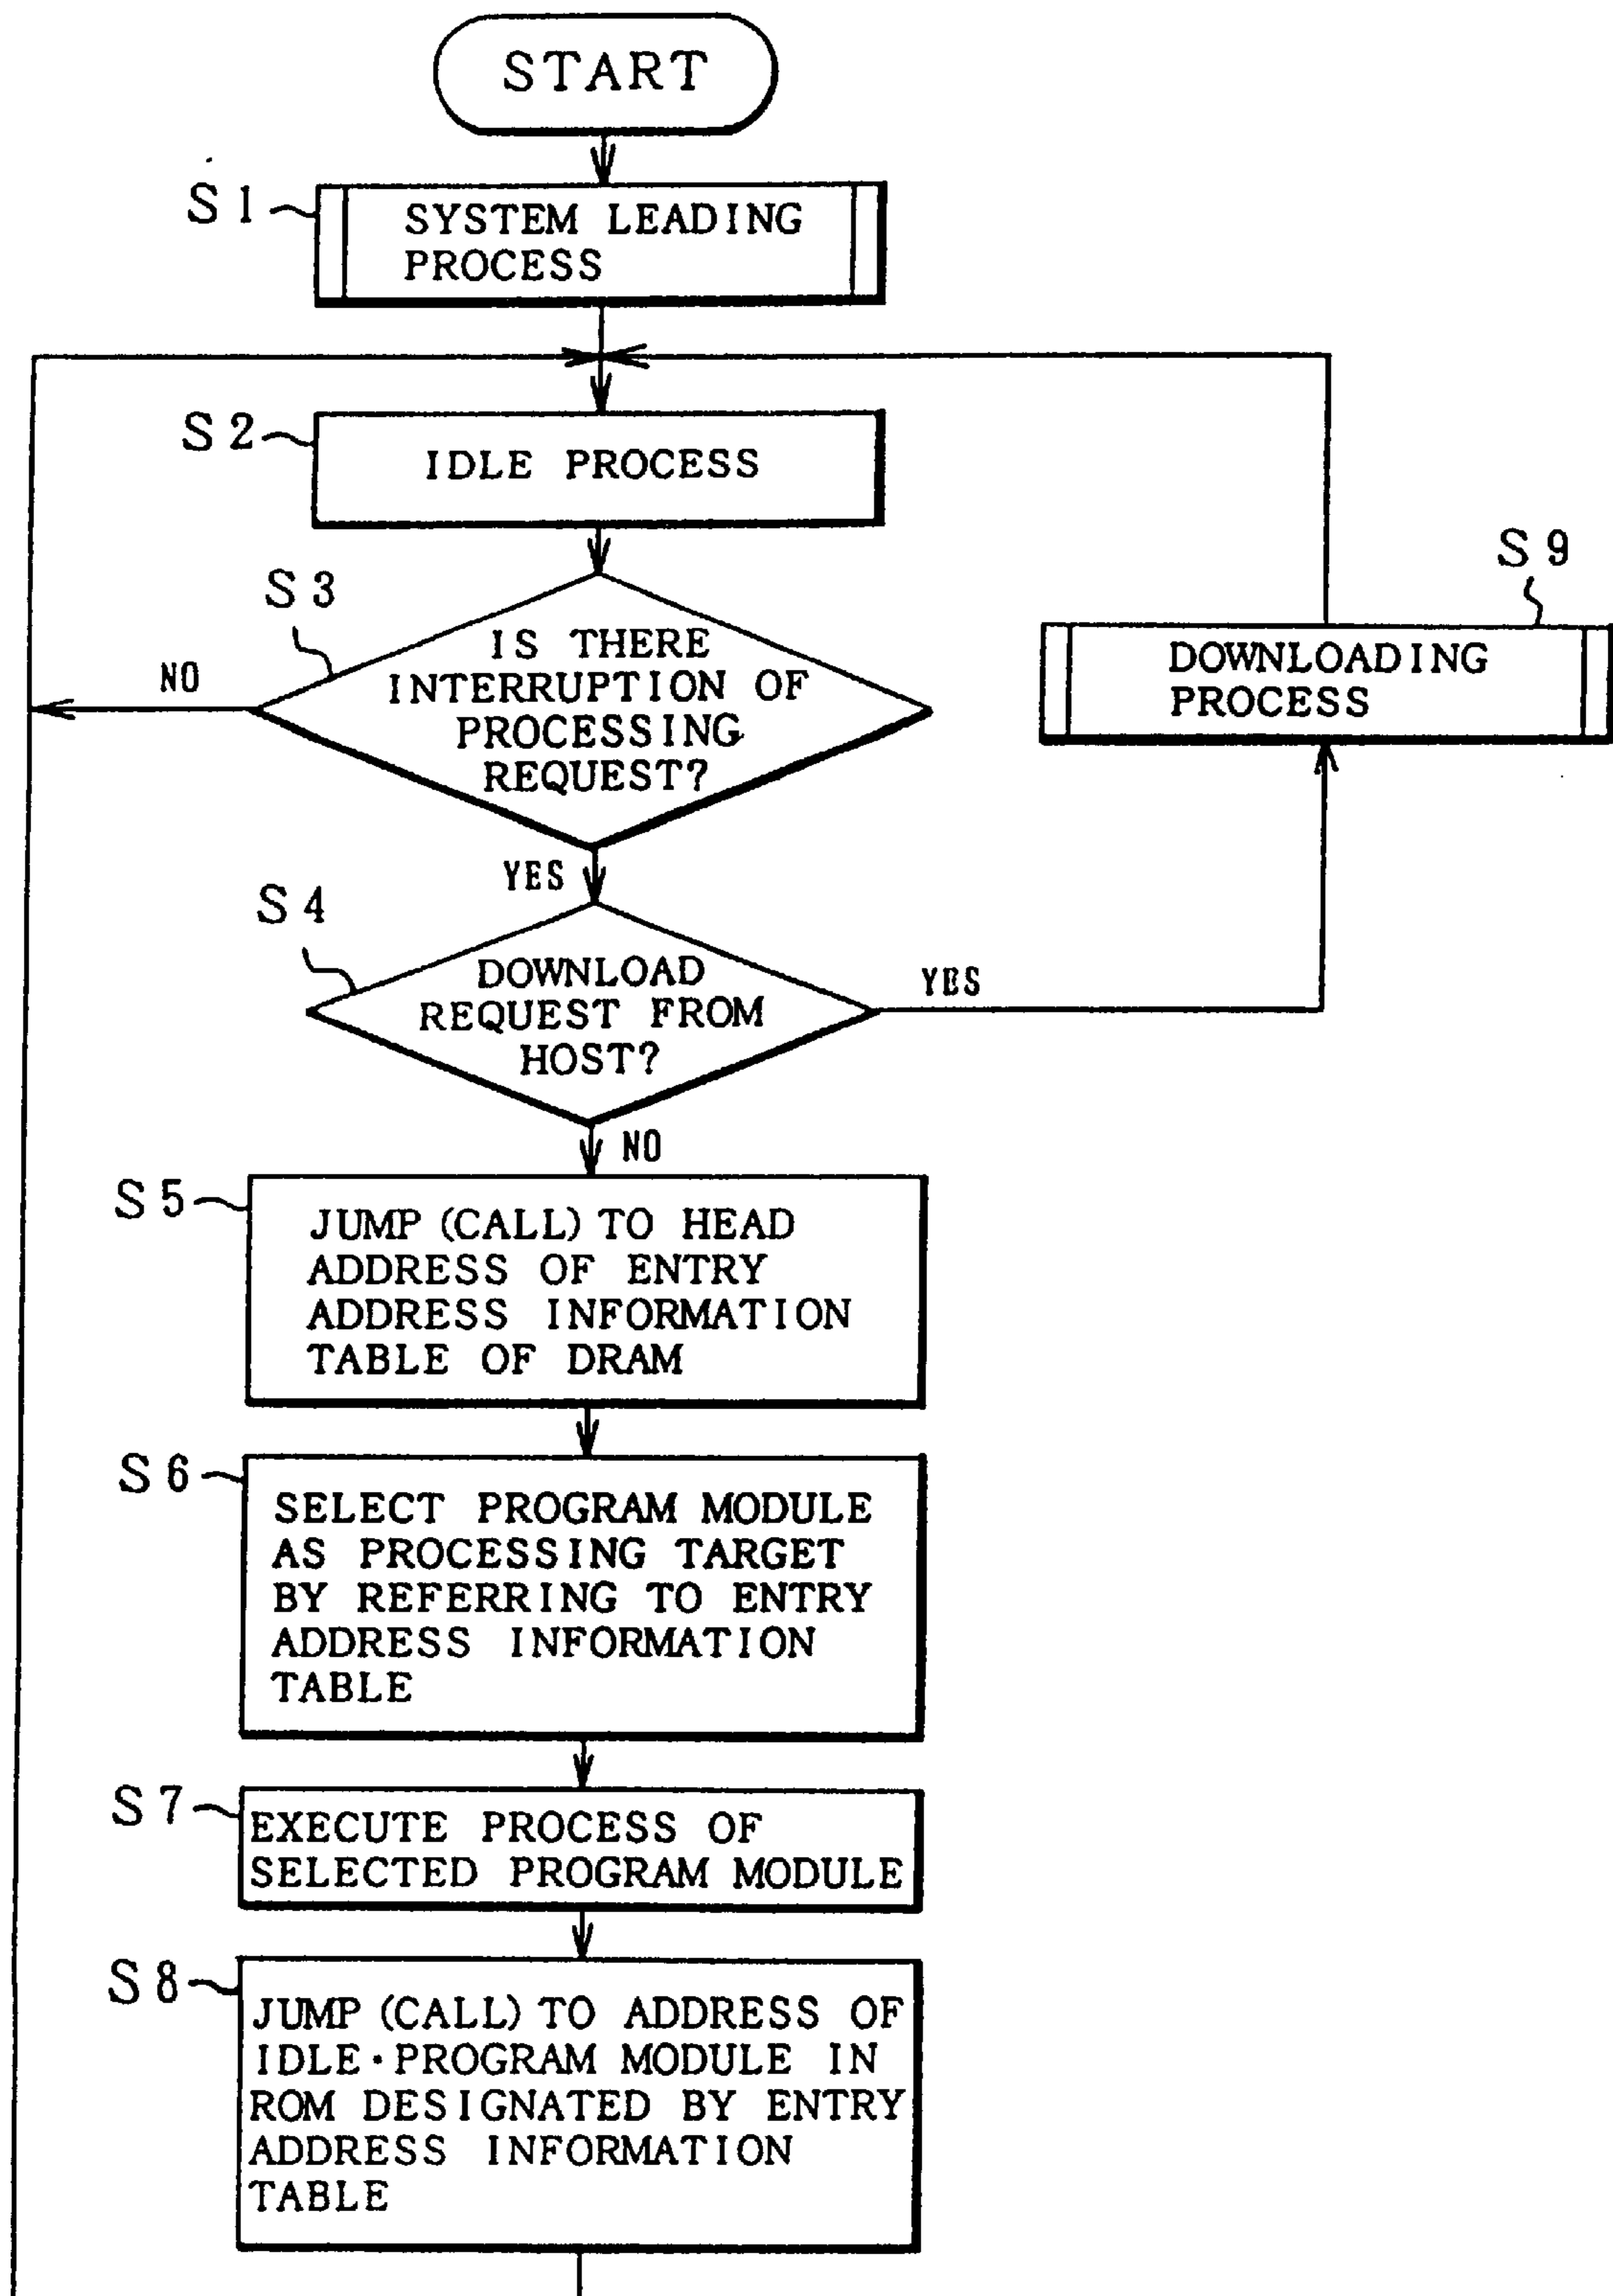 START
S1
SYSTEM LEADING
PROCESS
S2
IDLE PROCESS
S3
IS THERE
INTERRUPTION OF
PROCESSING
REQUEST?
NO
YES
S9
DOWNLOADING
PROCESS
S4
DOWNLOAD
REQUEST FROM
HOST?
YES
NO
S5
JUMP (CALL) TO HEAD
ADDRESS OF ENTRY
ADDRESS INFORMATION
TABLE OF DRAM
S6
SELECT PROGRAM MODULE
AS PROCESSING TARGET
BY REFERRING TO ENTRY
ADDRESS INFORMATION
TABLE
S7
EXECUTE PROCESS OF
SELECTED PROGRAM MODULE
S8
JUMP (CALL) TO ADDRESS OF
IDLE·PROGRAM MODULE IN
ROM DESIGNATED BY ENTRY
ADDRESS INFORMATION
TABLE